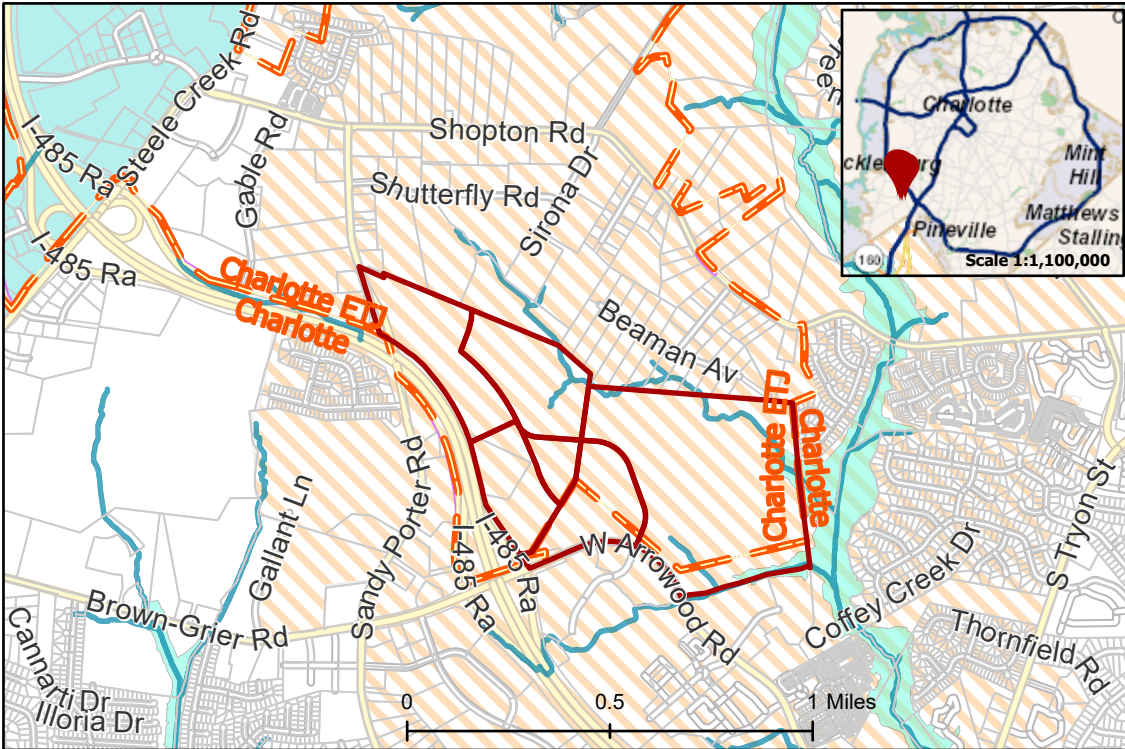 Steele Creek Rd
I-485 Ra
I-485 Ra
Gable Rd
Shopton Rd
Shutterfly Rd
Sirona Dr
Charlotte ETJ
Charlotte
Beaman Av
Charlotte ETJ
Charlotte
Charlotte
Mint
Hill
Matthews
Pineville
160
Scale 1:1,100,000
Gallant Ln
Sandy Porter Rd
I-485 Ra
I-485 Ra
W Arrowood Rd
S Tryon St
Coffey Creek Dr
Thornfield Rd
Brown-Grier Rd
Cannarti Dr
Illoria Dr
0
0.5
1 Miles